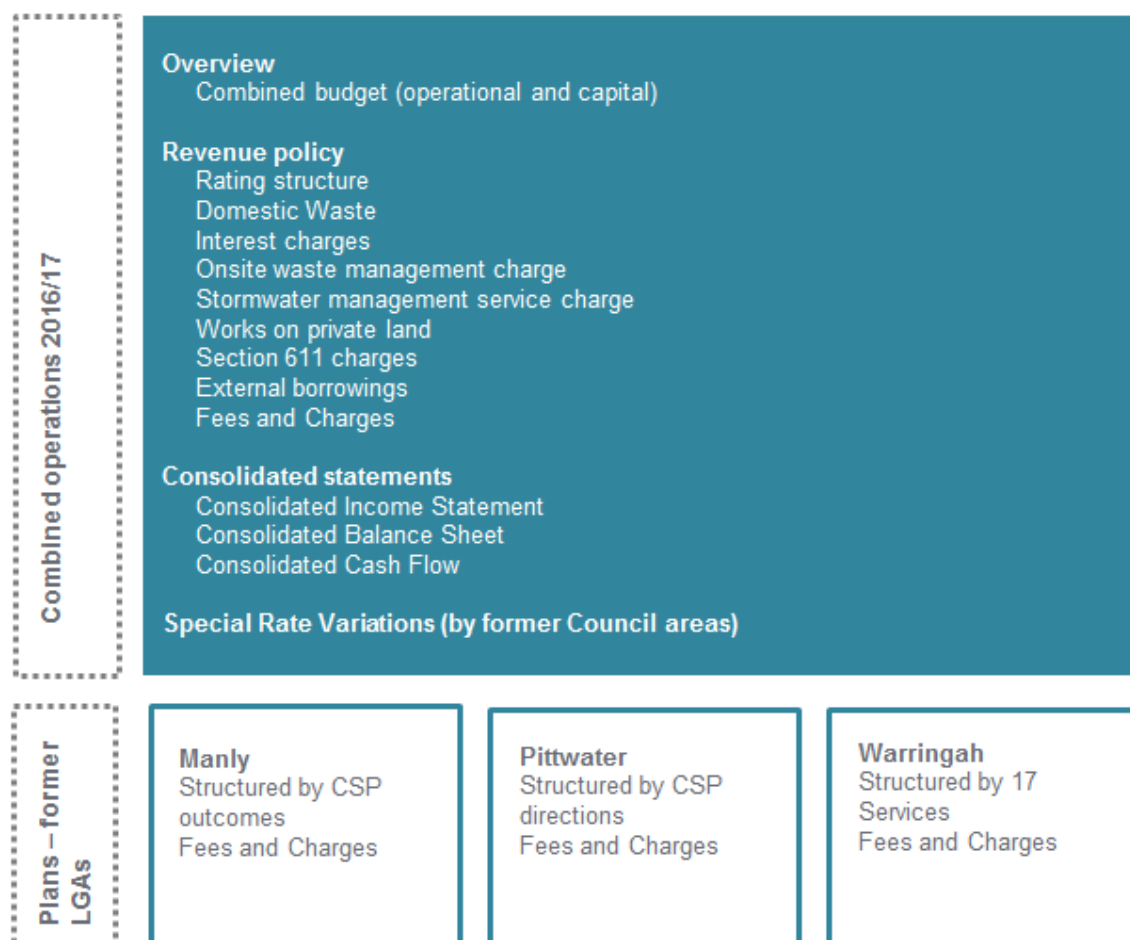 Combined operations 2016/17
Overview
Combined budget (operational and capital)
Revenue policy
Rating structure
Domestic Waste
Interest charges
Onsite waste management charge
Stormwater management service charge
Works on private land
Section 611 charges
External borrowings
Fees and Charges
Consolidated statements
Consolidated Income Statement
Consolidated Balance Sheet
Consolidated Cash Flow
Special Rate Variations (by former Council areas)
Plans – former
LGAs
Manly
Structured by CSP
outcomes
Fees and Charges
Pittwater
Structured by CSP
directions
Fees and Charges
Warringah
Structured by 17
Services
Fees and Charges